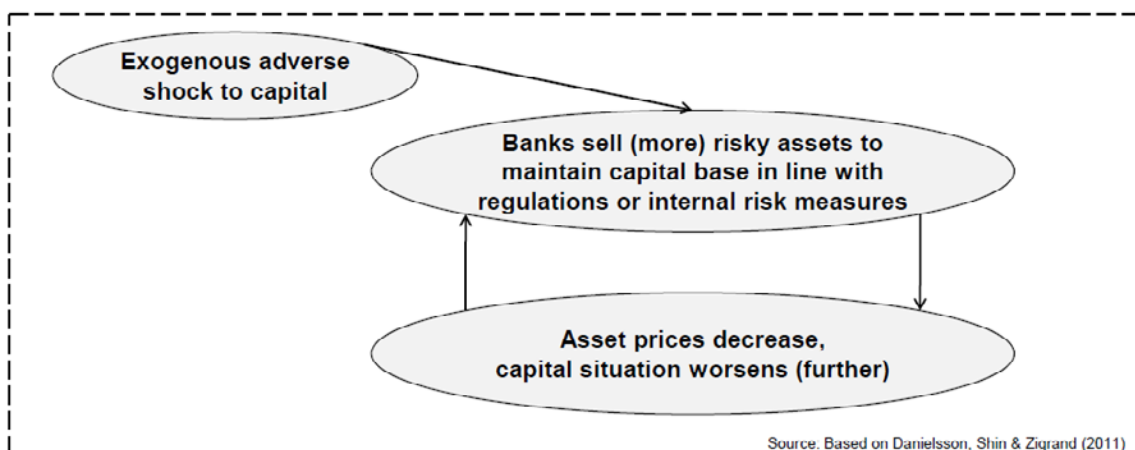 Exogenous adverse
shock to capital
Banks sell (more) risky assets to
maintain capital base in line with
regulations or internal risk measures
Asset prices decrease,
capital situation worsens (further)
Source: Based on Danielsson, Shin & Zigrand (2011)